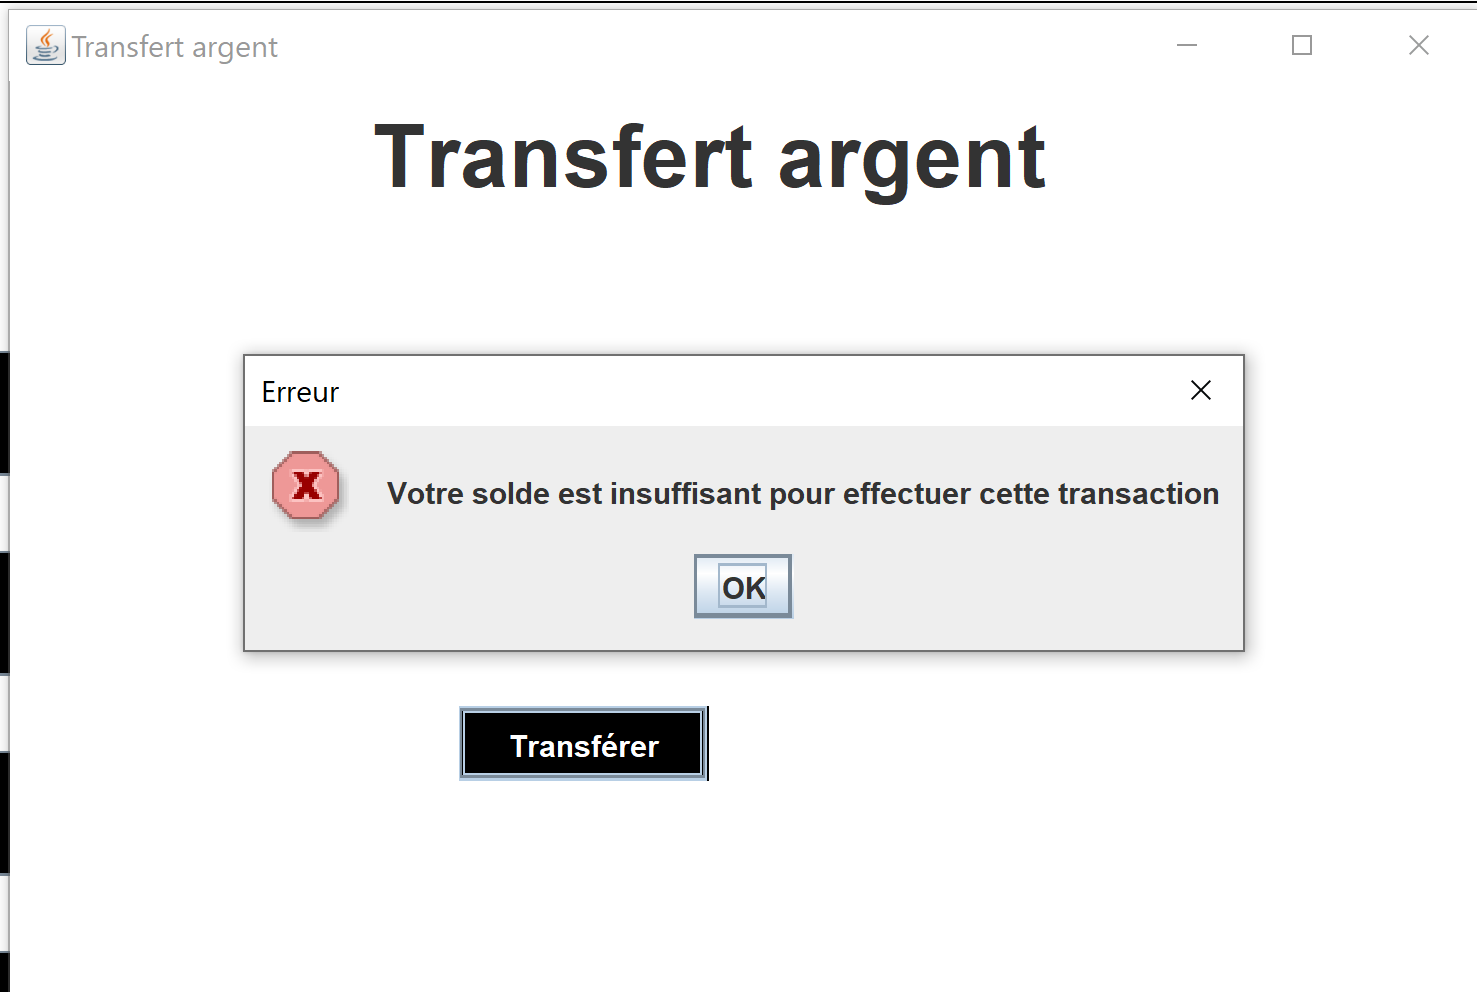 Transfert argent
Transfert argent
Erreur
Votre solde est insuffisant pour effectuer cette transaction
OK
Transférer